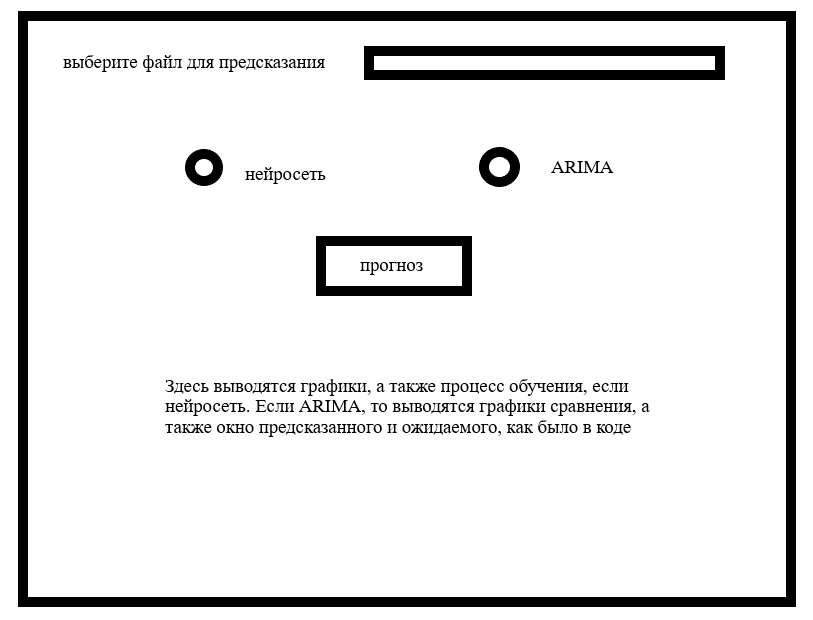 выберите файл для предсказания
нейросеть
ARIMA
прогноз
Здесь выводятся графики, а также процесс обучения, если
нейросеть. Если ARIMA, то выводятся графики сравнения, а
также окно предсказанного и ожидаемого, как было в коде